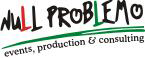 NULL PROBLEMO
events, production & consulting